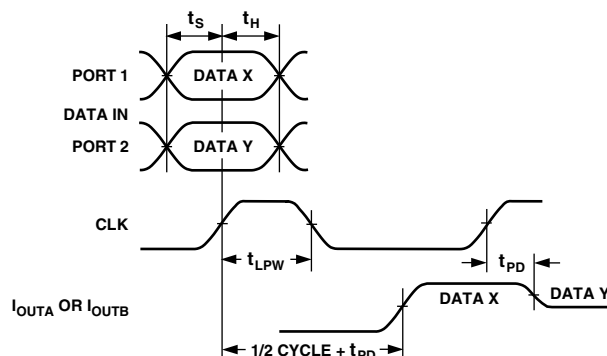 tS tH
PORT 1 DATA X
DATA IN
PORT 2 DATA Y
CLK
tLPW tPD
IOUTA OR IOUTB DATA X DATA Y
1/2 CYCLE + tPD